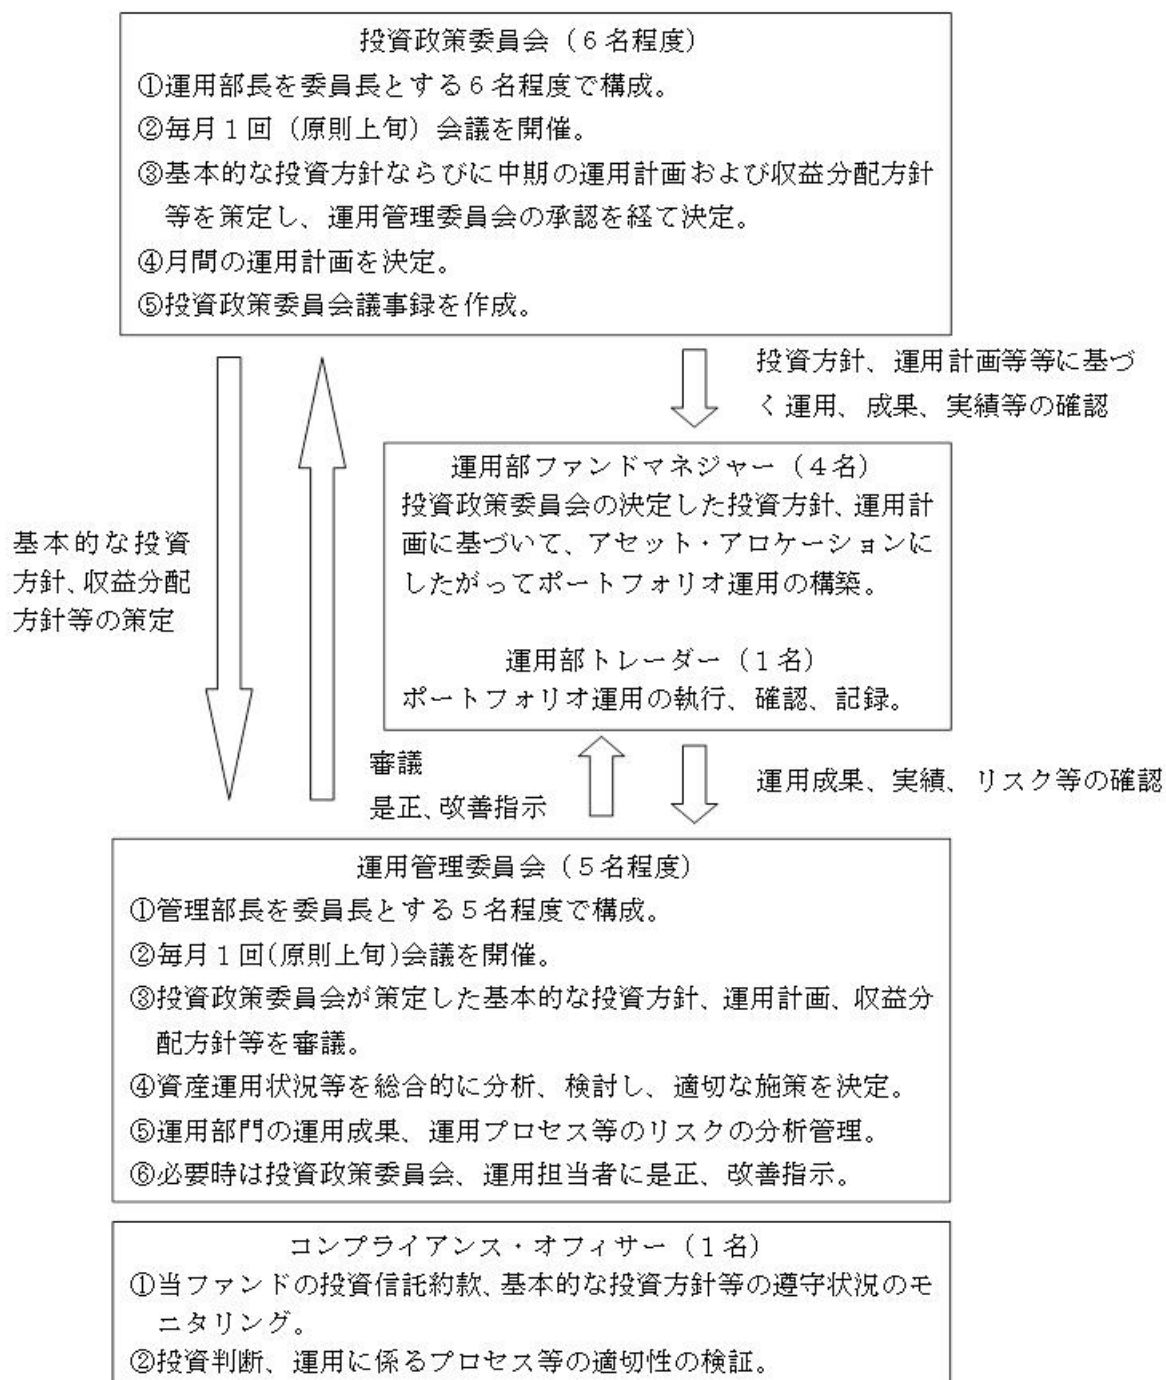 投資政策委員会（６名程度）
①運用部長を委員長とする６名程度で構成。
②毎月１回（原則上旬）会議を開催。
③基本的な投資方針ならびに中期の運用計画および収益分配方針
等を策定し、運用管理委員会の承認を経て決定。
④月間の運用計画を決定。
⑤投資政策委員会議事録を作成。
投資方針、運用計画等等に基づ
く運用、成果、実績等の確認
運用部ファンドマネジャー（４名）
投資政策委員会の決定した投資方針、運用計
画に基づいて、アセット・アロケーションに
したがってポートフォリオ運用の構築。
運用部トレーダー（１名）
ポートフォリオ運用の執行、確認、記録。
基本的な投資
方針、収益分配
方針等の策定
審議
是正、改善指示
運用成果、実績、リスク等の確認
運用管理委員会（５名程度）
①管理部長を委員長とする５名程度で構成。
②毎月１回(原則上旬)会議を開催。
③投資政策委員会が策定した基本的な投資方針、運用計画、収益分
配方針等を審議。
④資産運用状況等を総合的に分析、検討し、適切な施策を決定。
⑤運用部門の運用成果、運用プロセス等のリスクの分析管理。
⑥必要時は投資政策委員会、運用担当者に是正、改善指示。
コンプライアンス・オフィサー（１名）
①当ファンドの投資信託約款、基本的な投資方針等の遵守状況のモ
ニタリング。
②投資判断、運用に係るプロセス等の適切性の検証。